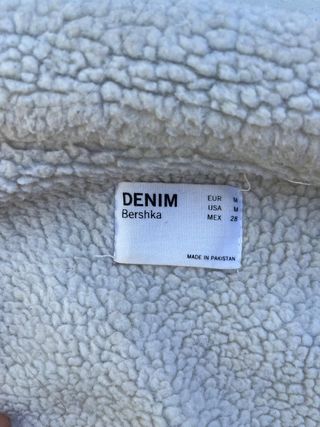 DENIM
Bershka
EUR M
USA M
MEX 28
MADE IN PAKISTAN